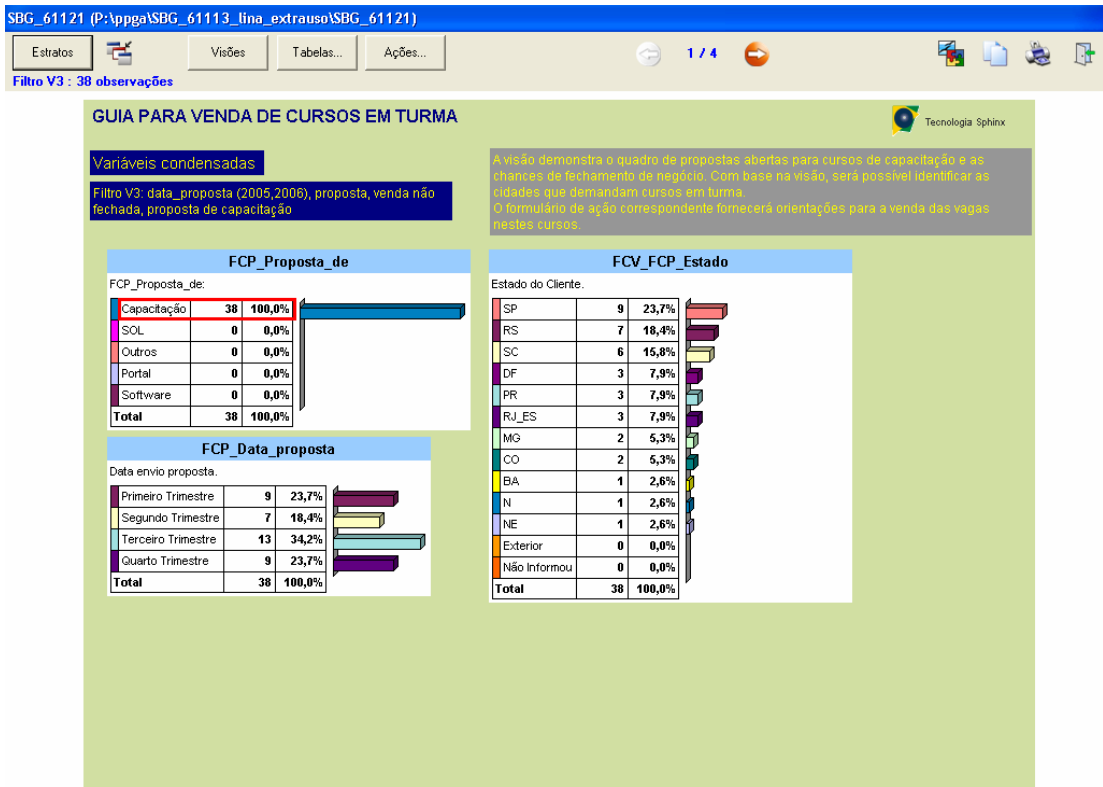 SBG_61121 (P:\ppga\SBG_61113_lina_extrauso\SBG_61121)
Estratos Visões Tabelas... Ações... 1 / 4
Filtro V3 : 38 observações
GUIA PARA VENDA DE CURSOS EM TURMA
Tecnologia Sphinx
Variáveis condensadas
Filtro V3: data_proposta (2005,2006), proposta, venda não
fechada, proposta de capacitação
A visão demonstra o quadro de propostas abertas para cursos de capacitação e as
chances de fechamento de negócio. Com base na visão, será possível identificar as
cidades que demandam cursos em turma.
O formulário de ação correspondente fornecerá orientações para a venda das vagas
nestes cursos.
FCP_Proposta_de
FCP_Proposta_de:
Capacitação 38 100,0%
SOL 0 0,0%
Outros 0 0,0%
Portal 0 0,0%
Software 0 0,0%
Total 38 100,0%
FCP_Data_proposta
Data envio proposta.
Primeiro Trimestre 9 23,7%
Segundo Trimestre 7 18,4%
Terceiro Trimestre 13 34,2%
Quarto Trimestre 9 23,7%
Total 38 100,0%
FCV_FCP_Estado
Estado do Cliente.
SP 9 23,7%
RS 7 18,4%
SC 6 15,8%
DF 3 7,9%
PR 3 7,9%
RJ_ES 3 7,9%
MG 2 5,3%
CO 2 5,3%
BA 1 2,6%
N 1 2,6%
NE 1 2,6%
Exterior 0 0,0%
Não Informou 0 0,0%
Total 38 100,0%